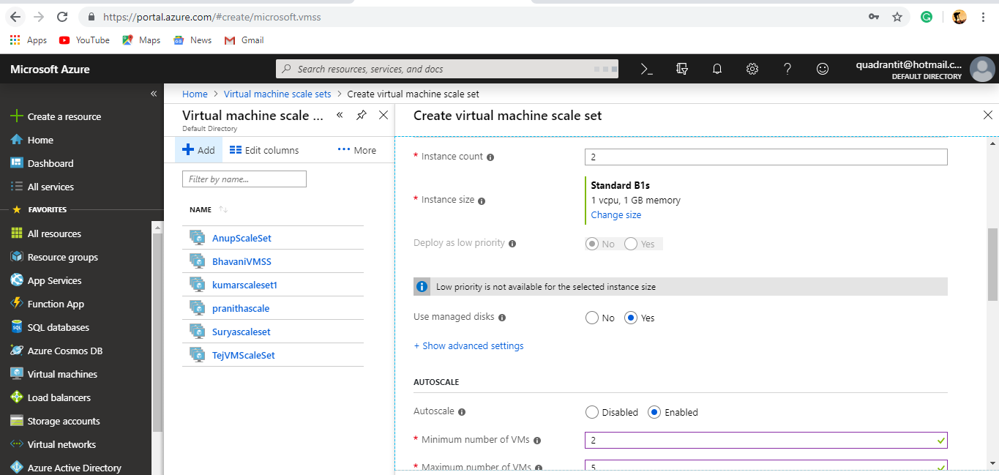 https://portal.azure.com/#create/microsoft.vmss
Apps YouTube Maps News Gmail
Microsoft Azure
Search resources, services, and docs
quadrantit@hotmail.c...
DEFAULT DIRECTORY
Create a resource
Home
Dashboard
All services
FAVORITES
All resources
Resource groups
App Services
Function App
SQL databases
Azure Cosmos DB
Virtual machines
Load balancers
Storage accounts
Virtual networks
Azure Active Directory
Home > Virtual machine scale sets > Create virtual machine scale set
Virtual machine scale ...
Default Directory
Add Edit columns ··· More
Filter by name...
NAME
AnupScaleSet
BhavaniVMSS
kumarscaleset1
pranithascale
Suryascaleset
TejVMScaleSet
Create virtual machine scale set
* Instance count 2
* Instance size
Standard B1s
1 vcpu, 1 GB memory
Change size
Deploy as low priority No Yes
Low priority is not available for the selected instance size
Use managed disks No Yes
+ Show advanced settings
AUTOSCALE
Autoscale Disabled Enabled
* Minimum number of VMs 2
* Maximum number of VMs 5